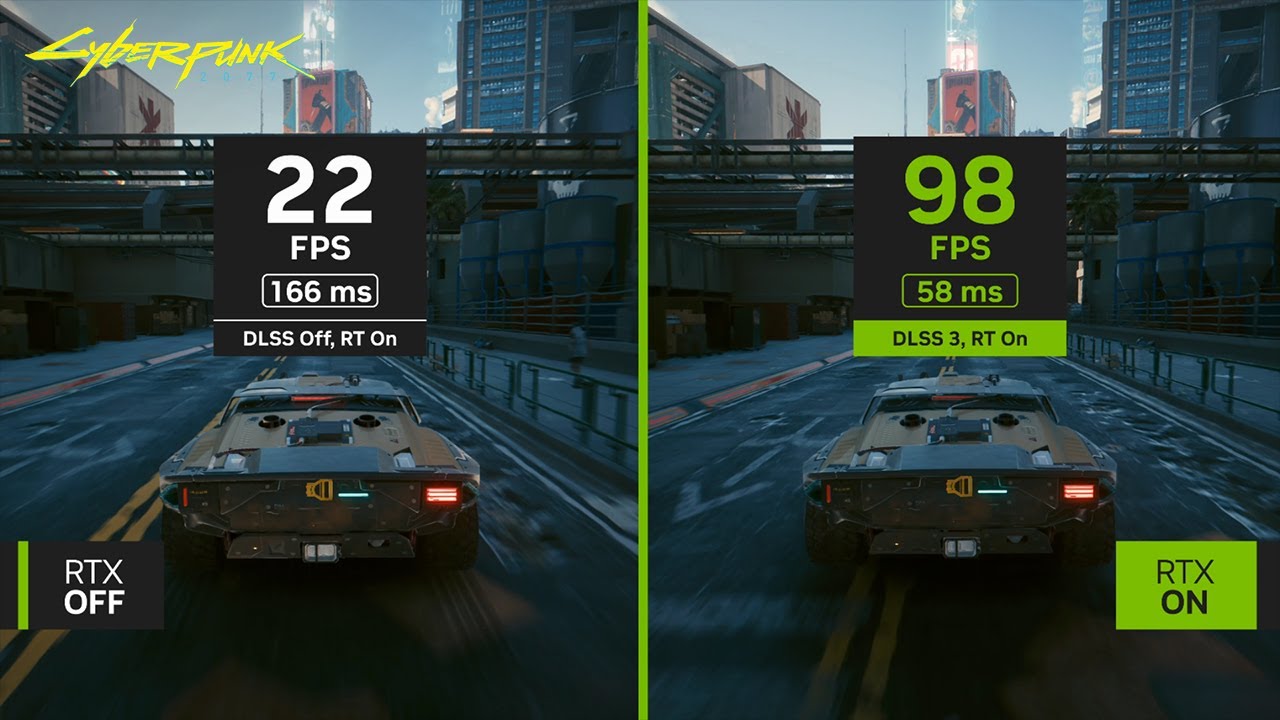 Cyberpunk
2077
22
FPS
166 ms
DLSS Off, RT On
RTX
OFF
98
FPS
58 ms
DLSS 3, RT On
RTX
ON